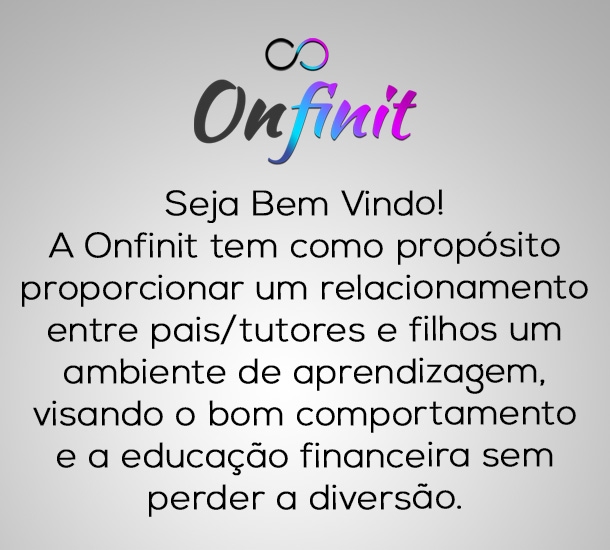 Onfinit
Seja Bem Vindo!
A Onfinit tem como propósito
proporcionar um relacionamento
entre pais/tutores e filhos um
ambiente de aprendizagem,
visando o bom comportamento
e a educação financeira sem
perder a diversão.